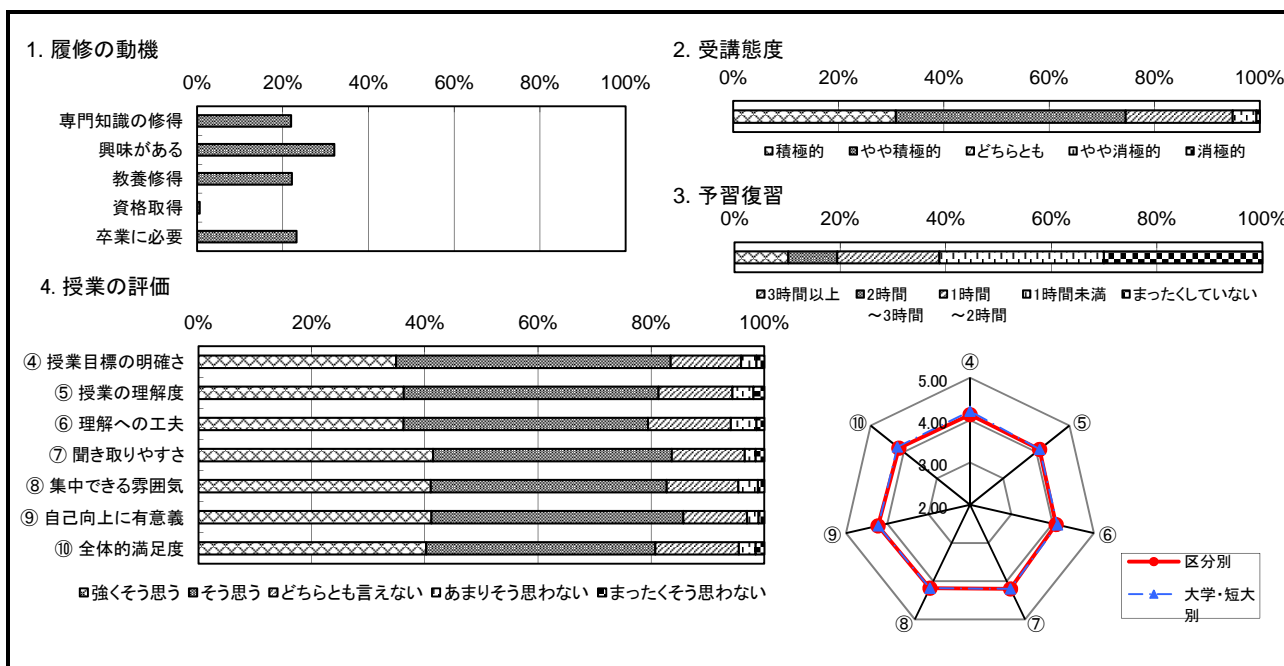 1. 履修の動機
0% 20% 40% 60% 80% 100%
専門知識の修得
興味がある
教養修得
資格取得
卒業に必要
2. 受講態度
0% 20% 40% 60% 80% 100%
積極的 やや積極的 どちらとも やや消極的 消極的
3. 予習復習
0% 20% 40% 60% 80% 100%
3時間以上 2時間 1時間 1時間未満 まったくしていない
～3時間 ～2時間
4. 授業の評価
0% 20% 40% 60% 80% 100%
④ 授業目標の明確さ
⑤ 授業の理解度
⑥ 理解への工夫
⑦ 聞き取りやすさ
⑧ 集中できる雰囲気
⑨ 自己向上に有意義
⑩ 全体的満足度
強くそう思う そう思う どちらとも言えない あまりそう思わない まったくそう思わない
④
5.00
⑩ ⑤
4.00
3.00
2.00
⑨ ⑥
⑧ ⑦
区分別
大学・短大
別